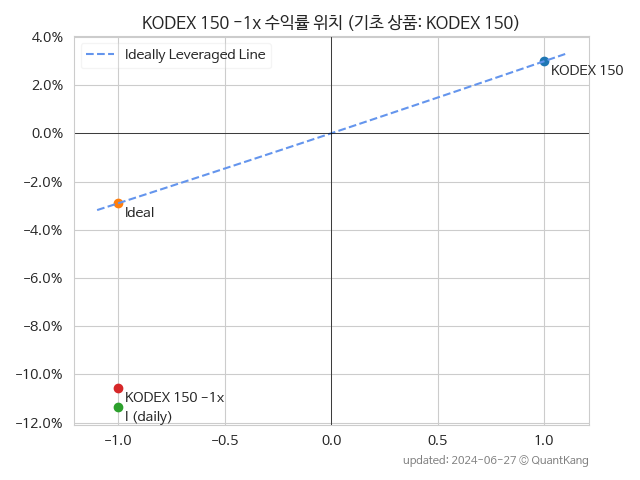 KODEX 150 -1x 수익률 위치 (기초 상품: KODEX 150)
Ideally Leveraged Line
4.0%
2.0%
0.0%
-2.0%
-4.0%
-6.0%
-8.0%
-10.0%
-12.0%
KODEX 150
Ideal
KODEX 150 -1x
I (daily)
-1.0 -0.5 0.0 0.5 1.0
updated: 2024-06-27 © QuantKang